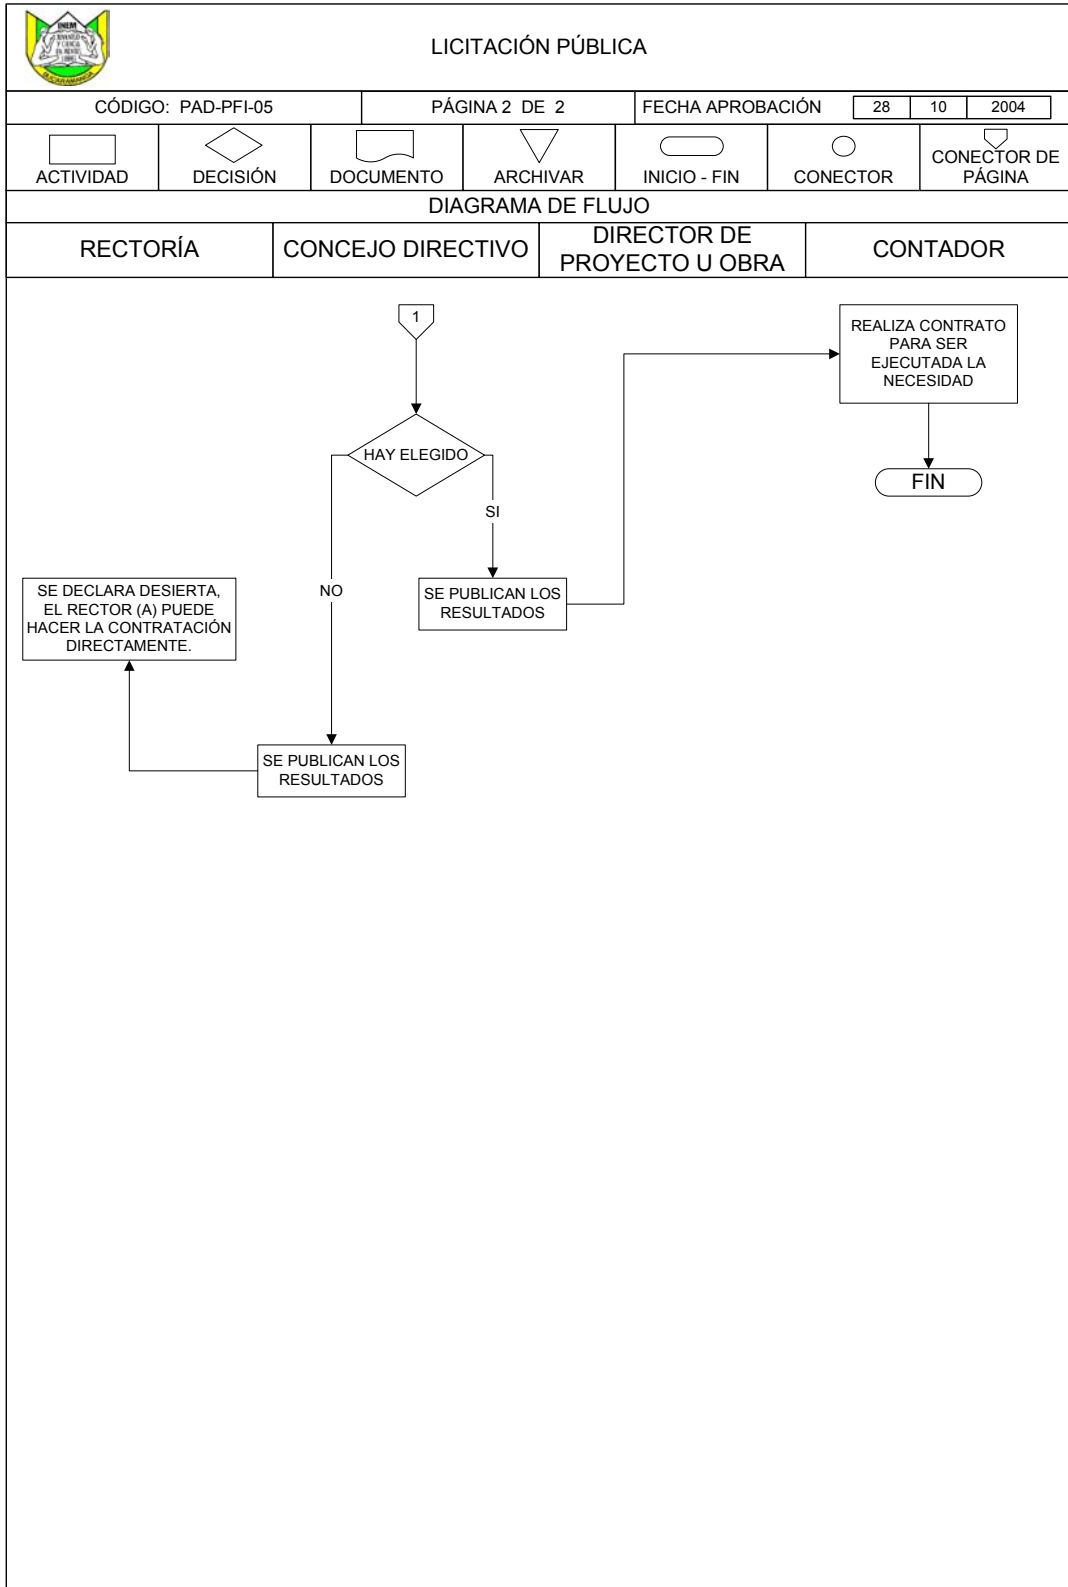 INEM
BUCARAMANGA
LICITACIÓN PÚBLICA
CÓDIGO: PAD-PFI-05
PÁGINA 2 DE 2
FECHA APROBACIÓN
28
10
2004
ACTIVIDAD
DECISIÓN
DOCUMENTO
ARCHIVAR
INICIO - FIN
CONECTOR
CONECTOR DE
PÁGINA
DIAGRAMA DE FLUJO
RECTORÍA
CONCEJO DIRECTIVO
DIRECTOR DE
PROYECTO U OBRA
CONTADOR
1
REALIZA CONTRATO
PARA SER
EJECUTADA LA
NECESIDAD
HAY ELEGIDO
FIN
SI
NO
SE PUBLICAN LOS
RESULTADOS
SE DECLARA DESIERTA,
EL RECTOR (A) PUEDE
HACER LA CONTRATACIÓN
DIRECTAMENTE.
SE PUBLICAN LOS
RESULTADOS